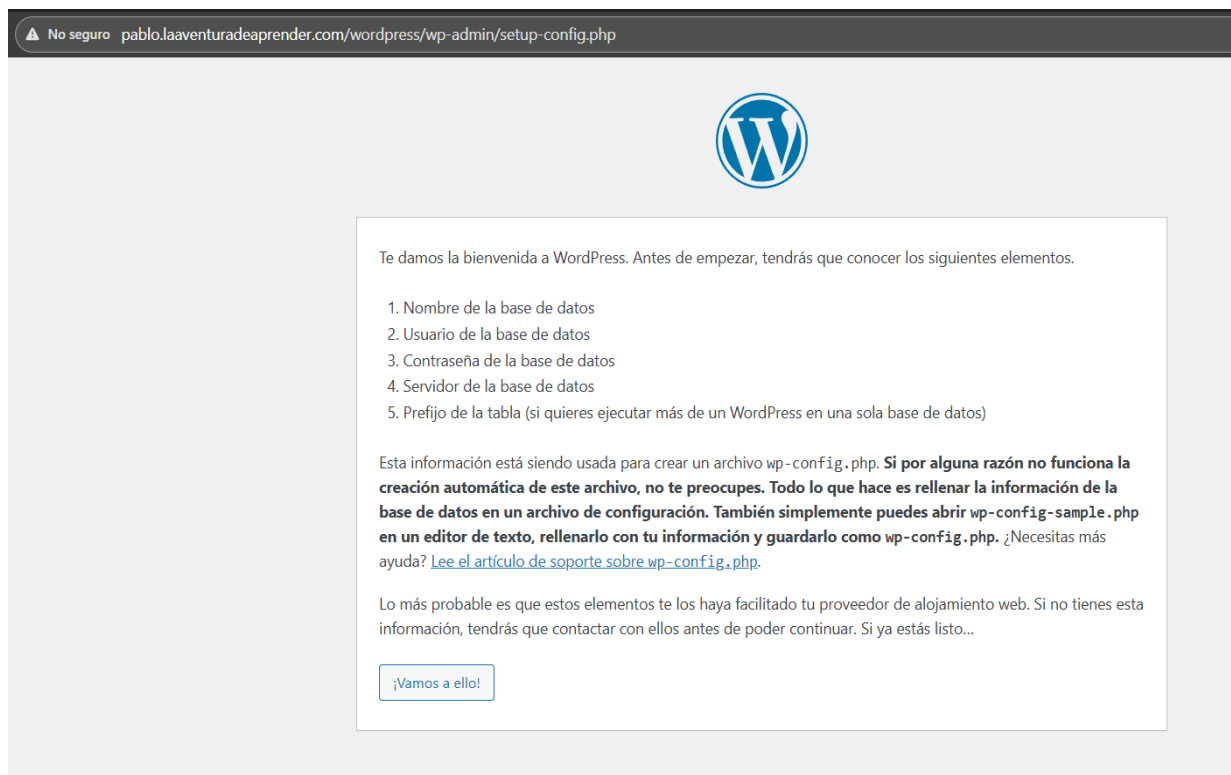 No seguro pablo.laaventuradeaprender.com/wordpress/wp-admin/setup-config.php
Te damos la bienvenida a WordPress. Antes de empezar, tendrás que conocer los siguientes elementos.
1. Nombre de la base de datos
2. Usuario de la base de datos
3. Contraseña de la base de datos
4. Servidor de la base de datos
5. Prefijo de la tabla (si quieres ejecutar más de un WordPress en una sola base de datos)
Esta información está siendo usada para crear un archivo wp-config.php. Si por alguna razón no funciona la
creación automática de este archivo, no te preocupes. Todo lo que hace es rellenar la información de la
base de datos en un archivo de configuración. También simplemente puedes abrir wp-config-sample.php
en un editor de texto, rellenarlo con tu información y guardarlo como wp-config.php. ¿Necesitas más
ayuda? Lee el artículo de soporte sobre wp-config.php.
Lo más probable es que estos elementos te los haya facilitado tu proveedor de alojamiento web. Si no tienes esta
información, tendrás que contactar con ellos antes de poder continuar. Si ya estás listo...
¡Vamos a ello!